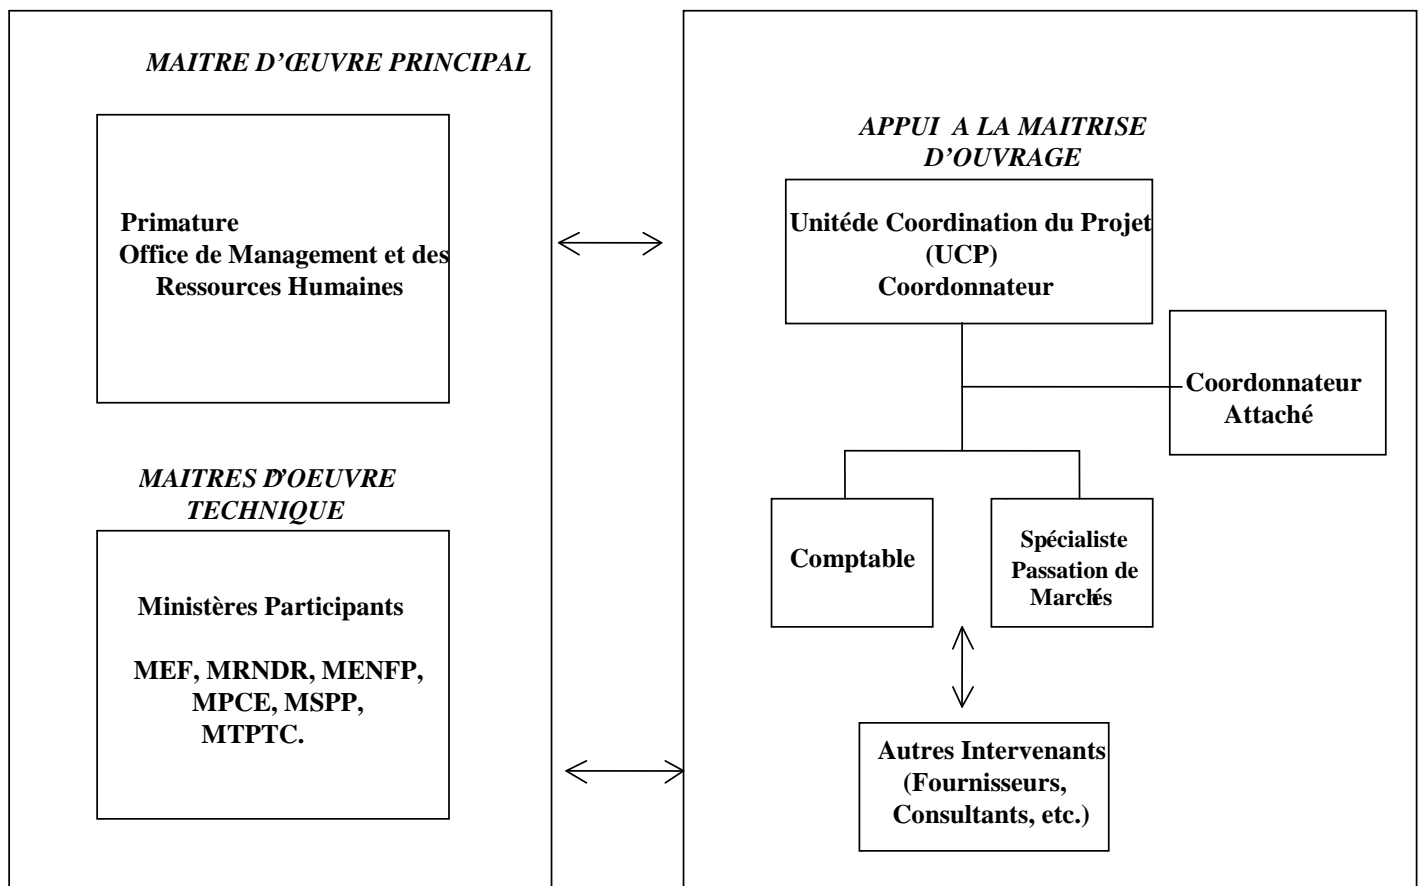 MAITRE D’ŒUVRE PRINCIPAL
Primature
Office de Management et des
Ressources Humaines
MAITRES D’OEUVRE
TECHNIQUE
Ministères Participants
MEF, MRNDR, MENFP,
MPCE, MSPP,
MTPTC.
APPUI A LA MAITRISE
D’OUVRAGE
Unitéde Coordination du Projet
(UCP)
Coordonnateur
Coordonnateur
Attaché
Comptable
Spécialiste
Passation de
Marchés
Autres Intervenants
(Fournisseurs,
Consultants, etc.)